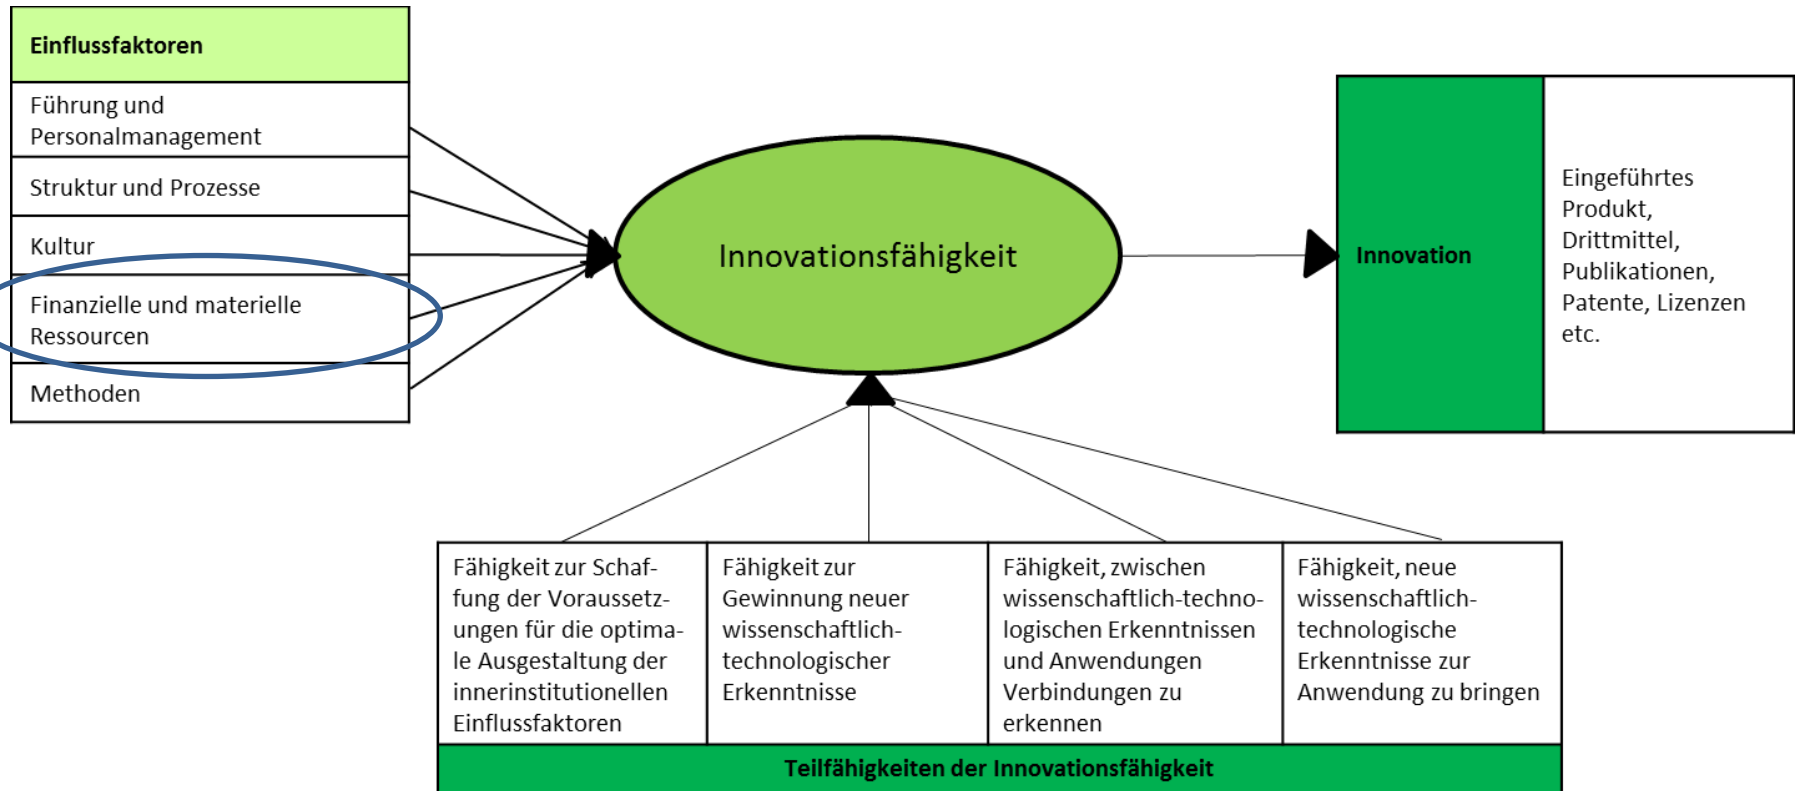 Einflussfaktoren
Führung und
Personalmanagement
Struktur und Prozesse
Kultur
Finanzielle und materielle
Ressourcen
Methoden
Innovationsfähigkeit
Innovation
Eingeführtes
Produkt,
Drittmittel,
Publikationen,
Patente, Lizenzen
etc.
Fähigkeit zur Schaf-
fung der Voraussetz-
ungen für die optima-
le Ausgestaltung der
innerinstitutionellen
Einflussfaktoren
Fähigkeit zur
Gewinnung neuer
wissenschaftlich-
technologischer
Erkenntnisse
Fähigkeit, zwischen
wissenschaftlich-techno-
logischen Erkenntnissen
und Anwendungen
Verbindungen zu
erkennen
Fähigkeit, neue
wissenschaftlich-
technologische
Erkenntnisse zur
Anwendung zu bringen
Teilfähigkeiten der Innovationsfähigkeit